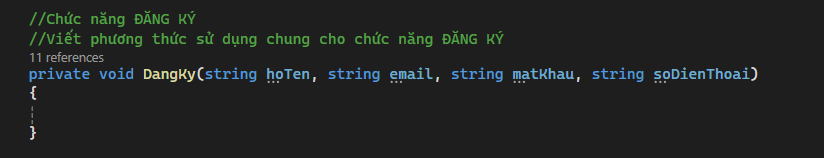 //Chức năng ĐĂNG KÝ
//Viết phương thức sử dụng chung cho chức năng ĐĂNG KÝ
11 references
private void DangKy(string hoTen, string email, string matKhau, string soDienThoai)
{
}